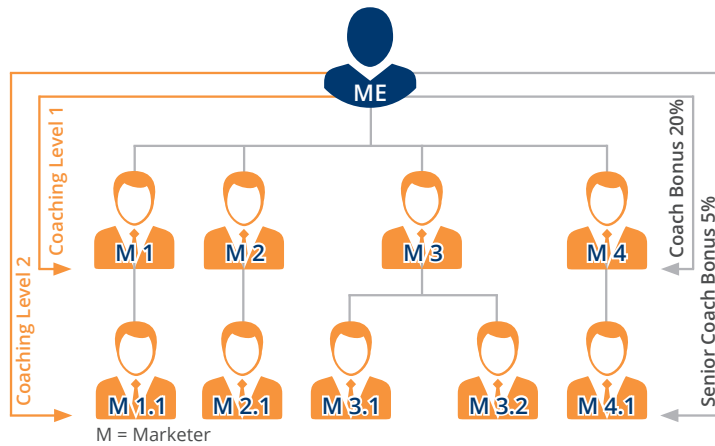 ME
Coaching Level 1
Coaching Level 2
Coach Bonus 20%
Senior Coach Bonus 5%
M 1
M 2
M 3
M 4
M 1.1
M 2.1
M 3.1
M 3.2
M 4.1
M = Marketer